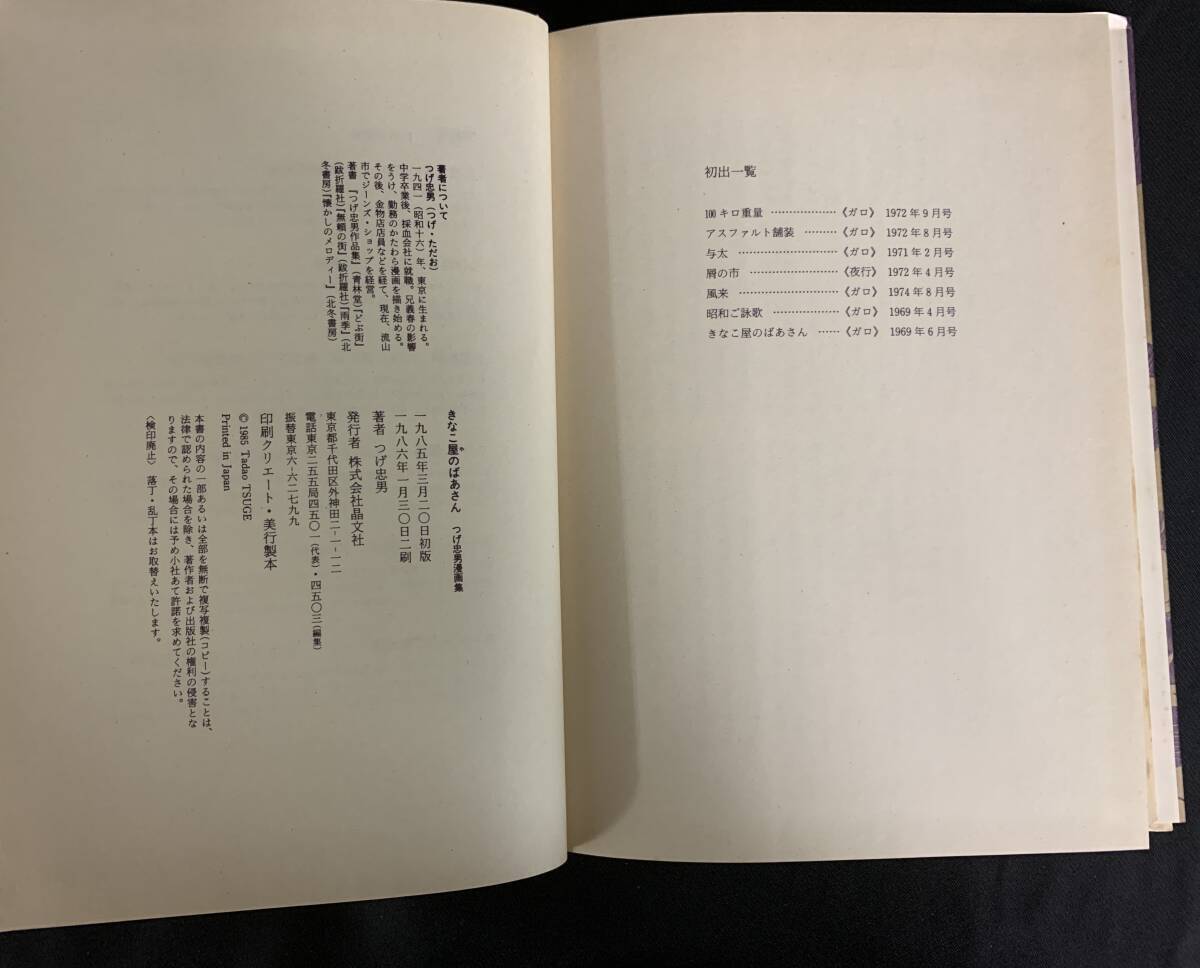 初出一覧
100キロ重量 ………………《ガロ》 1972年9月号
アスファルト舗装 ………《ガロ》 1972年8月号
与太 ………………………《ガロ》 1971年2月号
屑の市 ……………………《夜行》 1972年4月号
風来 ………………………《ガロ》 1974年8月号
昭和ご詠歌 ………………《ガロ》 1969年4月号
きなこ屋のばあさん ……《ガロ》 1969年6月号
著者について
つげ忠男（つげ・ただお）
一九四一（昭和十六）年、東京に生まれる。
中学卒業後、採血会社に就職。兄義春の影響
をうけ、勤務のかたわら漫画を描き始める。
その後、金物店店員などを経て、現在、流山
市でジーンズ・ショップを経営。
著書 『つげ忠男作品集』（青林堂）『どぶ街』
（跋折羅社）『無頼の街』（跋折羅社）『雨季』（北
冬書房）『懐かしのメロディー』（北冬書房）
きなこ屋のばあさん つげ忠男漫画集
や
一九八五年三月二〇日初版
一九八六年一月三〇日二刷
著者 つげ忠男
発行者 株式会社晶文社
東京都千代田区外神田二-一-一二
電話東京二五五局四五〇一（代表）・四五〇三（編集）
振替東京六-六二七九九
印刷クリエート・美行製本
© 1985 Tadao TSUGE
Printed in Japan
本書の内容の一部あるいは全部を無断で複写複製（コピー）することは、
法律で認められた場合を除き、著作者および出版社の権利の侵害とな
りますので、その場合には予め小社あて許諾を求めてください。
〈検印廃止〉 落丁・乱丁本はお取替えいたします。